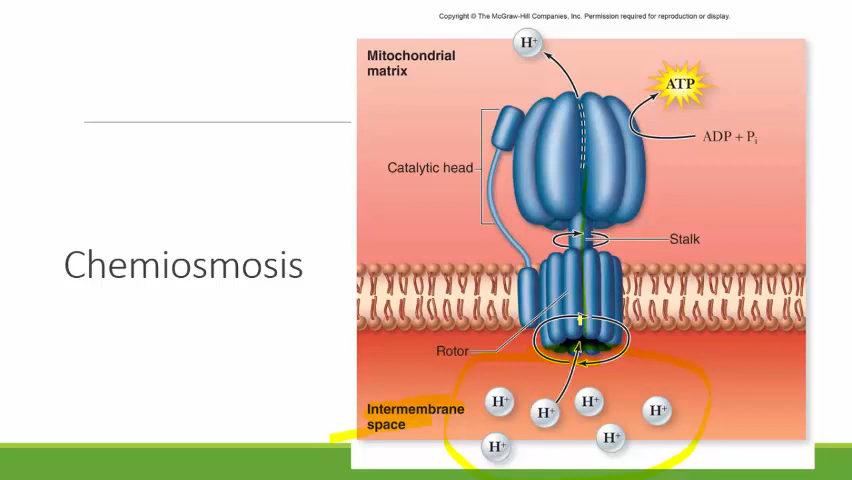 Copyright © The McGraw-Hill Companies, Inc. Permission required for reproduction or display.
H⁺
Mitochondrial
matrix
ATP
ADP + Pᵢ
Catalytic head
Stalk
Chemiosmosis
Rotor
Intermembrane
space
H⁺
H⁺
H⁺
H⁺
H⁺
H⁺